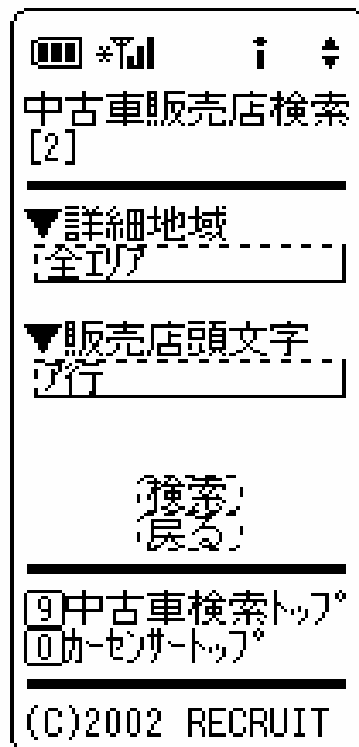 中古車販売店検索
[2]
▼詳細地域
全ｴﾘｱ
▼販売店頭文字
ｱ行
検索
戻る
9中古車検索ﾄｯﾌﾟ
0ｶｰｾﾝｻｰﾄｯﾌﾟ
(C)2002 RECRUIT